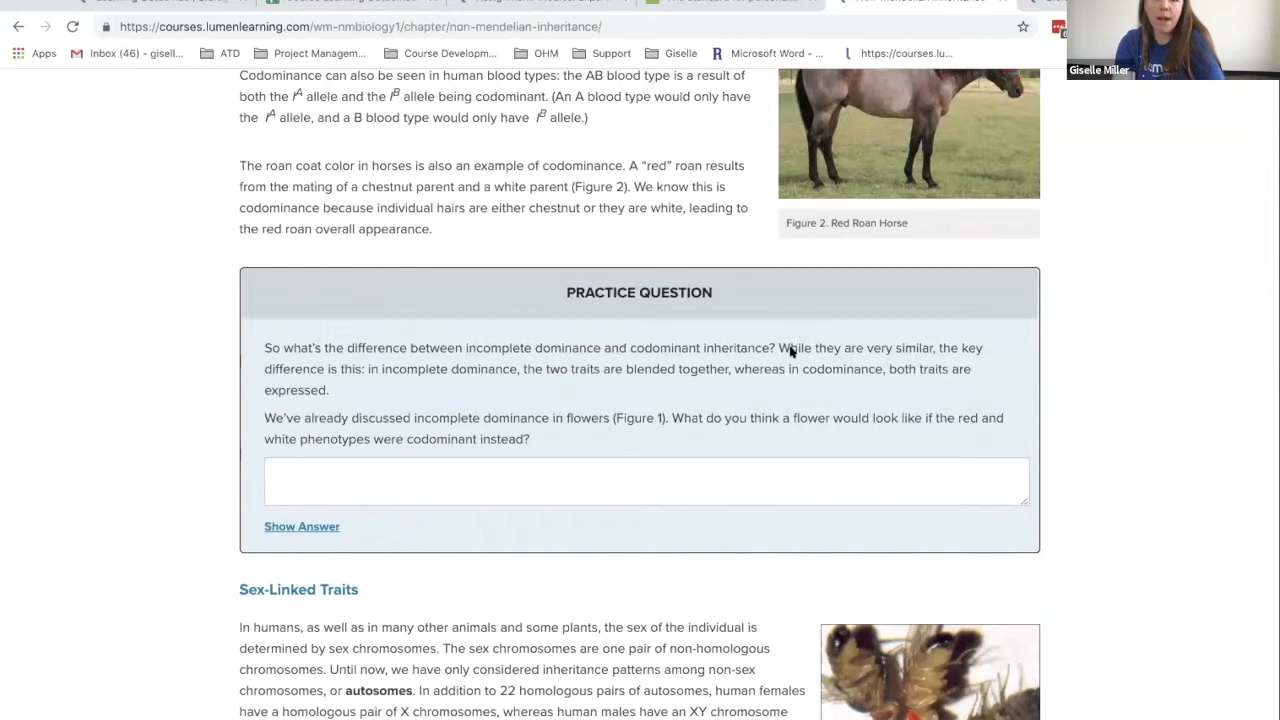 https://courses.lumenlearning.com/wm-nmbiology1/chapter/non-mendelian-inheritance/
Apps
Inbox (46) - gisell...
ATD
Project Managem...
Course Developm...
OHM
Support
Giselle
Microsoft Word - ...
https://courses.lu...
Giselle Miller
Codominance can also be seen in human blood types: the AB blood type is a result of
both the Iᴬ allele and the Iᴮ allele being codominant. (An A blood type would only have
the Iᴬ allele, and a B blood type would only have Iᴮ allele.)
The roan coat color in horses is also an example of codominance. A “red” roan results
from the mating of a chestnut parent and a white parent (Figure 2). We know this is
codominance because individual hairs are either chestnut or they are white, leading to
the red roan overall appearance.
Figure 2. Red Roan Horse
PRACTICE QUESTION
So what’s the difference between incomplete dominance and codominant inheritance? While they are very similar, the key
difference is this: in incomplete dominance, the two traits are blended together, whereas in codominance, both traits are
expressed.
We’ve already discussed incomplete dominance in flowers (Figure 1). What do you think a flower would look like if the red and
white phenotypes were codominant instead?
Show Answer
Sex-Linked Traits
In humans, as well as in many other animals and some plants, the sex of the individual is
determined by sex chromosomes. The sex chromosomes are one pair of non-homologous
chromosomes. Until now, we have only considered inheritance patterns among non-sex
chromosomes, or autosomes. In addition to 22 homologous pairs of autosomes, human females
have a homologous pair of X chromosomes, whereas human males have an XY chromosome